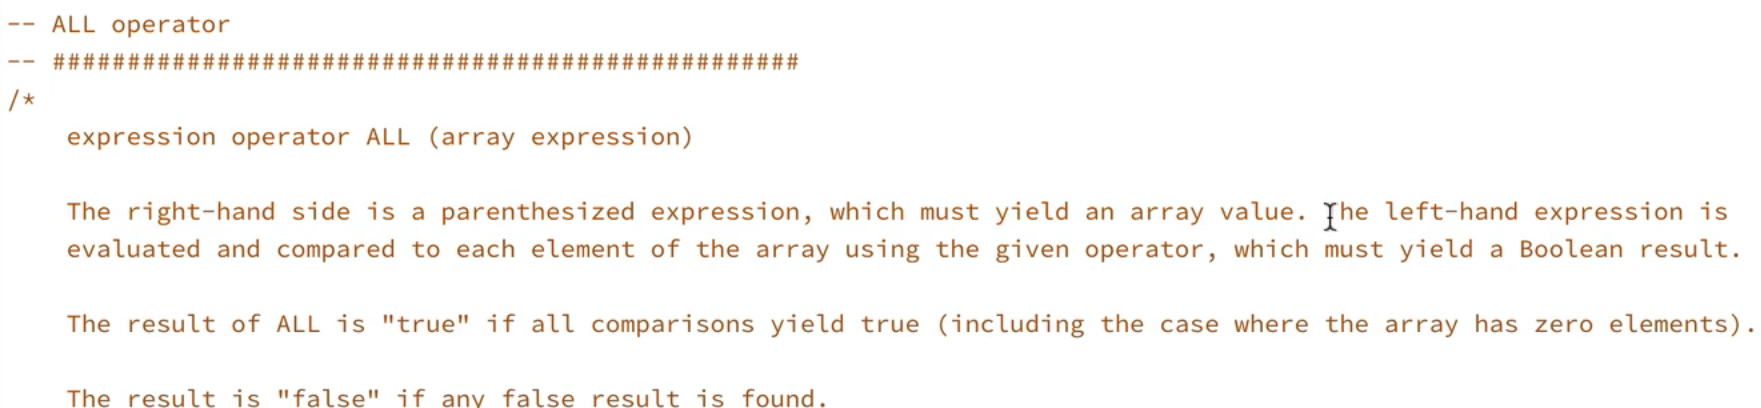 -- ALL operator
-- ##################################################
/*
expression operator ALL (array expression)
The right-hand side is a parenthesized expression, which must yield an array value. The left-hand expression is
evaluated and compared to each element of the array using the given operator, which must yield a Boolean result.
The result of ALL is "true" if all comparisons yield true (including the case where the array has zero elements).
The result is "false" if any false result is found.